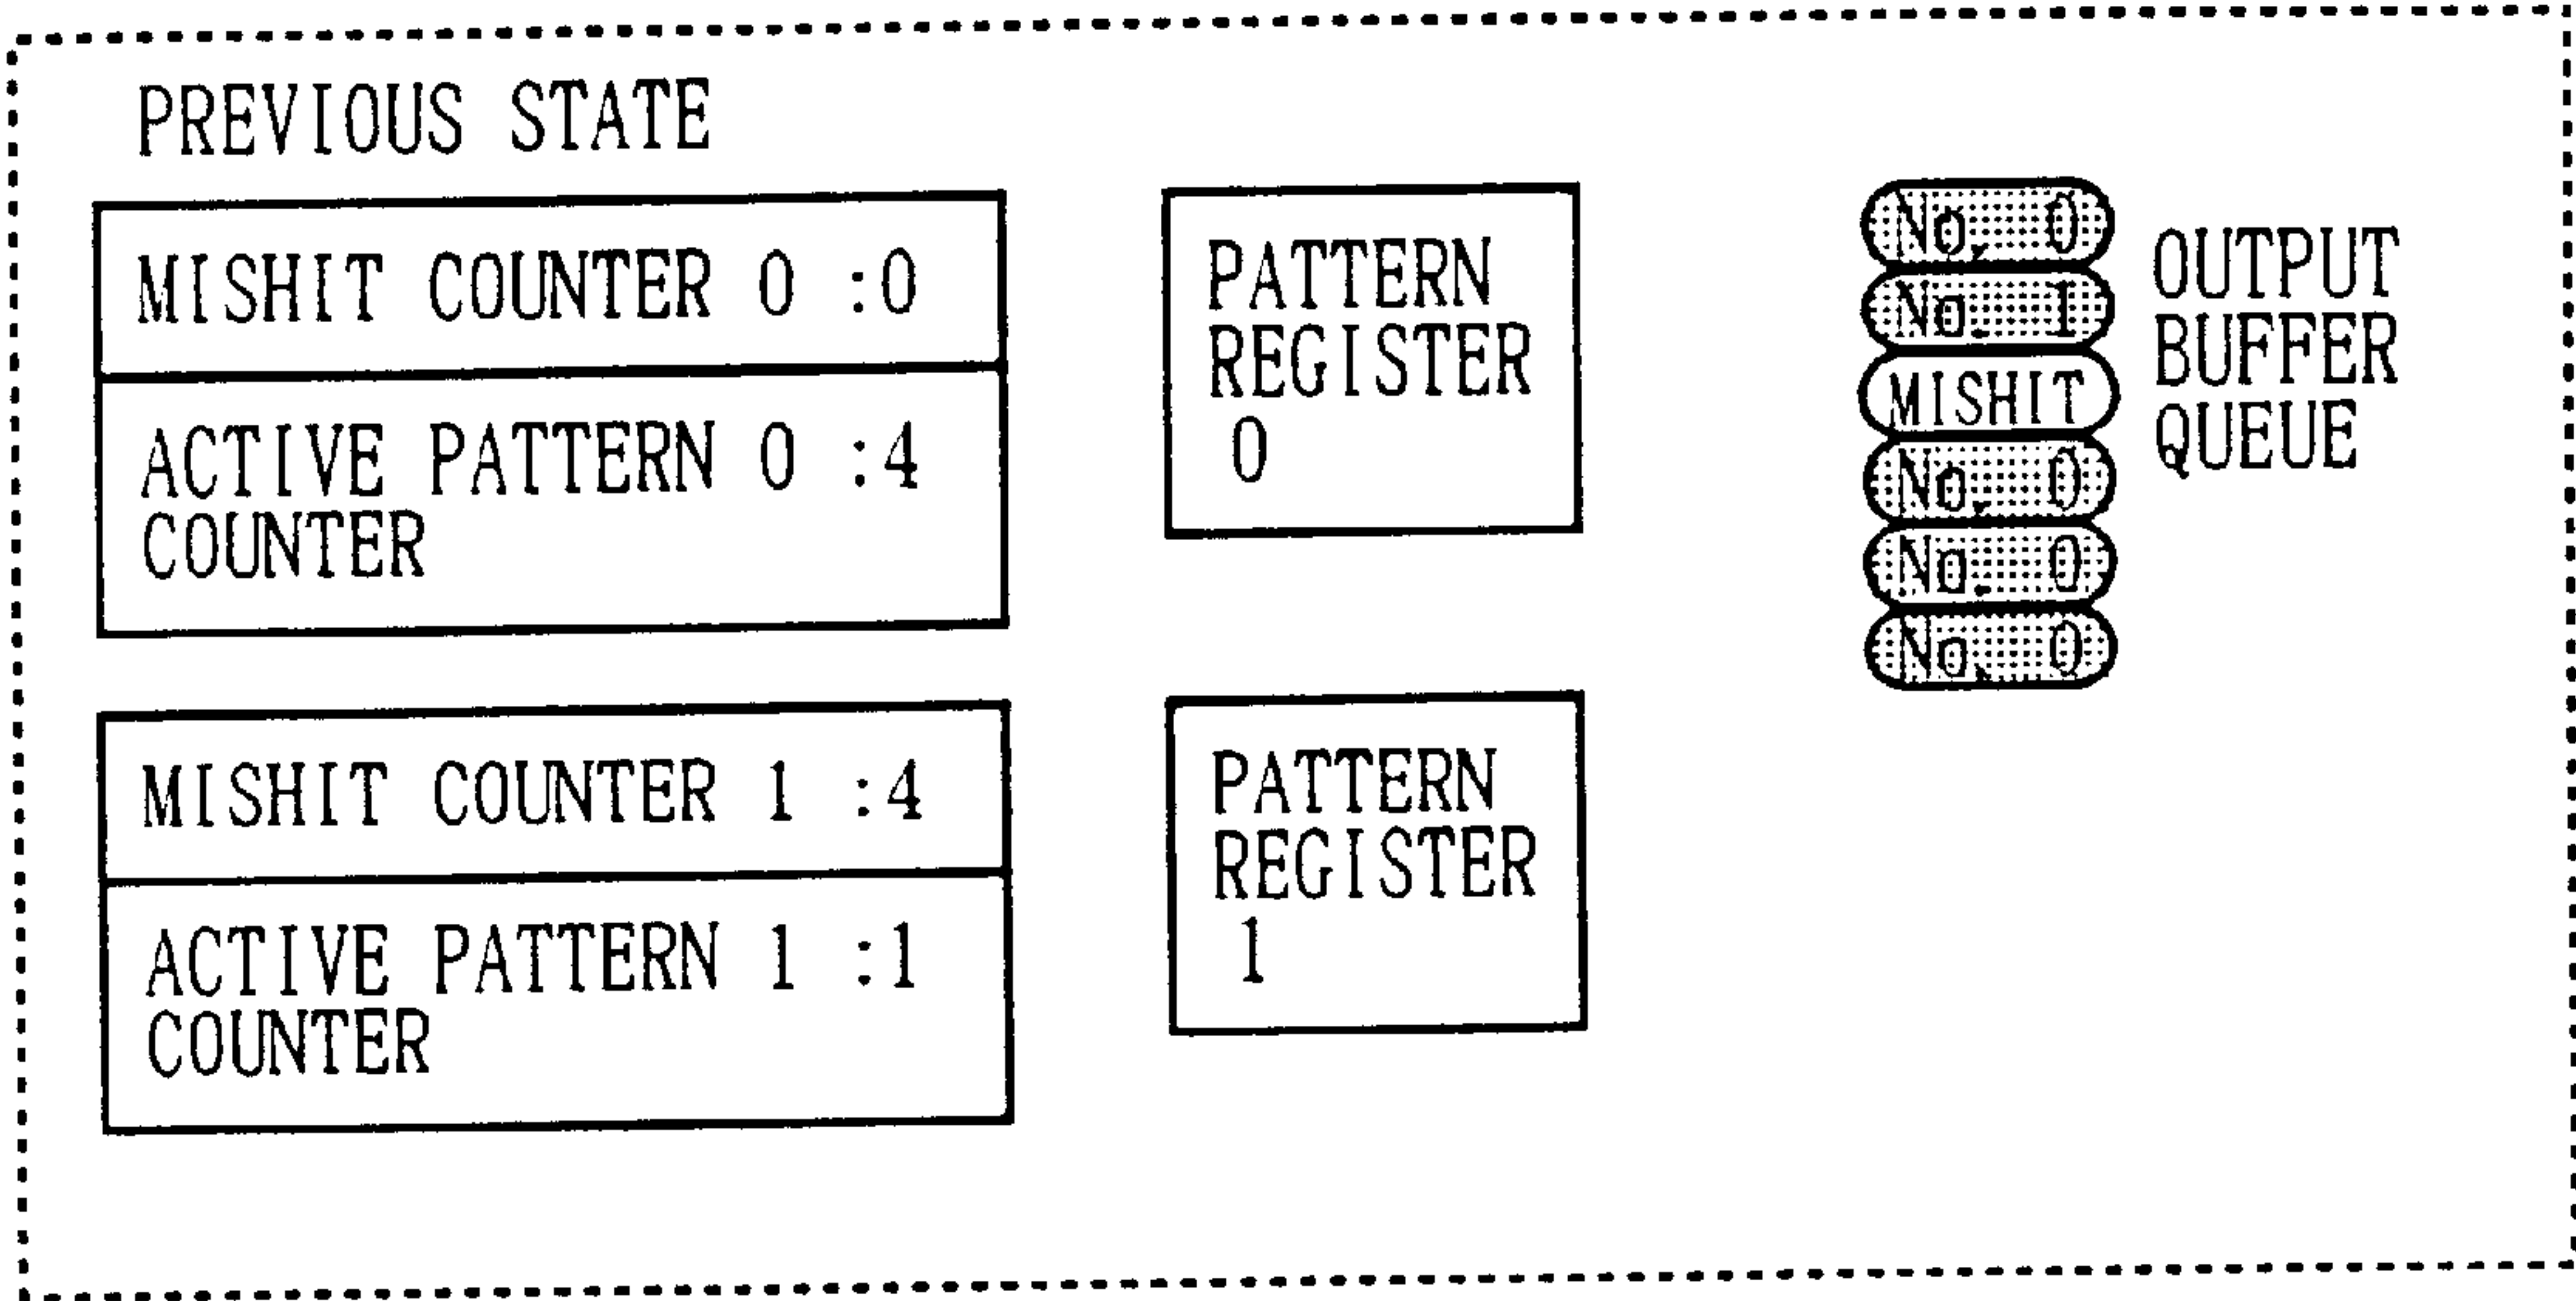 PREVIOUS STATE
MISHIT COUNTER 0 :0
ACTIVE PATTERN 0 :4
COUNTER
PATTERN
REGISTER
0
No. 0
No. 1
MISHIT
No. 0
No. 0
No. 0
OUTPUT
BUFFER
QUEUE
MISHIT COUNTER 1 :4
ACTIVE PATTERN 1 :1
COUNTER
PATTERN
REGISTER
1